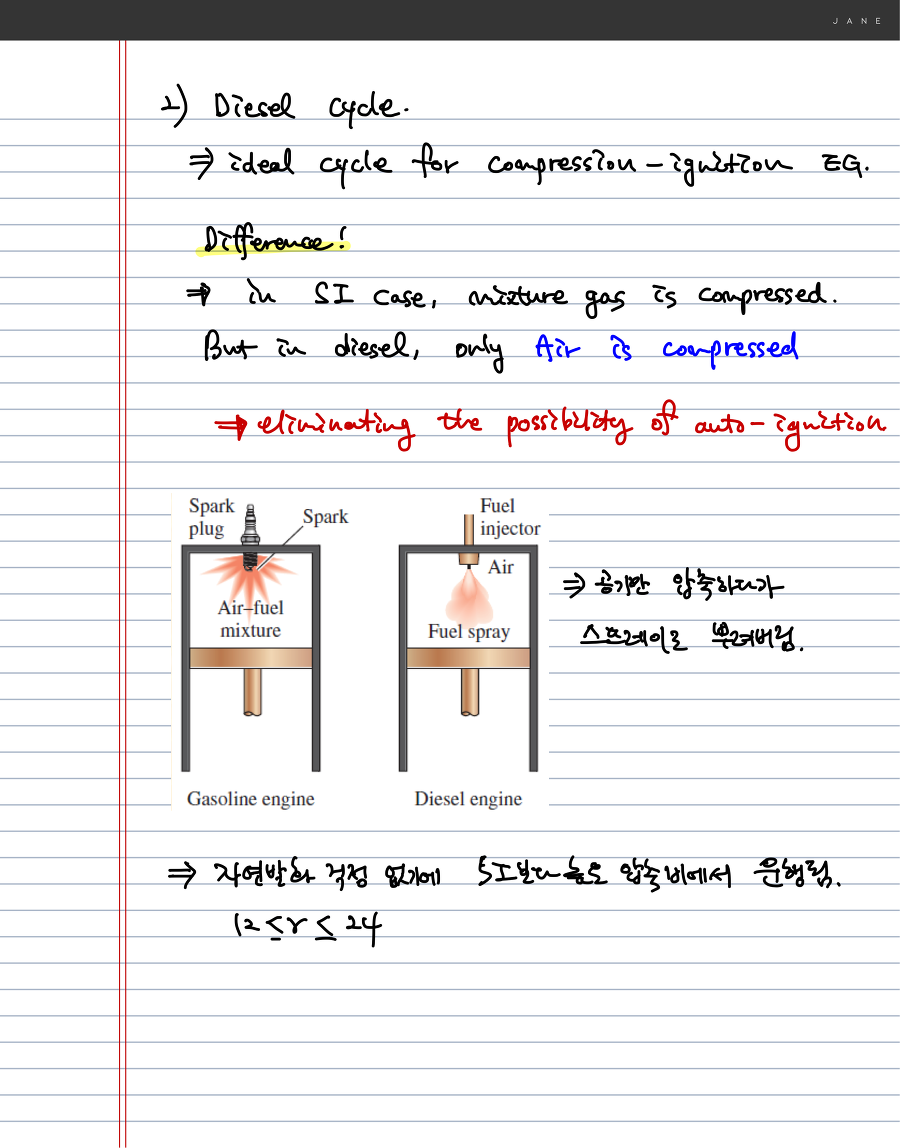 JANE
2) Diesel cycle.
⇒ ideal cycle for compression-ignition EG.
Difference!
⇒ in SI case, mixture gas is compressed.
But in diesel, only Air is compressed
⇒ eliminating the possibility of auto-ignition
Spark plug
Spark
Air–fuel mixture
Gasoline engine
Fuel injector
Air
Fuel spray
Diesel engine
⇒ 공기만 압축하다가
스프레이로 뿌려버림.
⇒ 자연발화 걱정 없기에 SI보다 높은 압축비에서 운행됨.
12 ≤ r ≤ 24